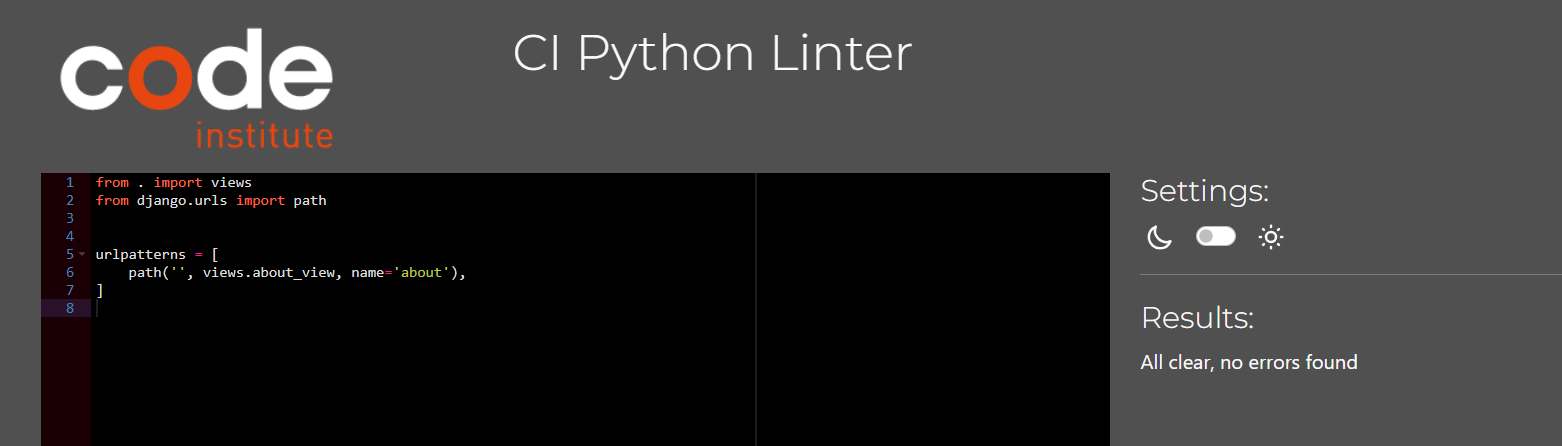 code
institute
CI Python Linter
1 from . import views
2 from django.urls import path
3
4
5 urlpatterns = [
6     path('', views.about_view, name='about'),
7 ]
8
Settings:
Results:
All clear, no errors found